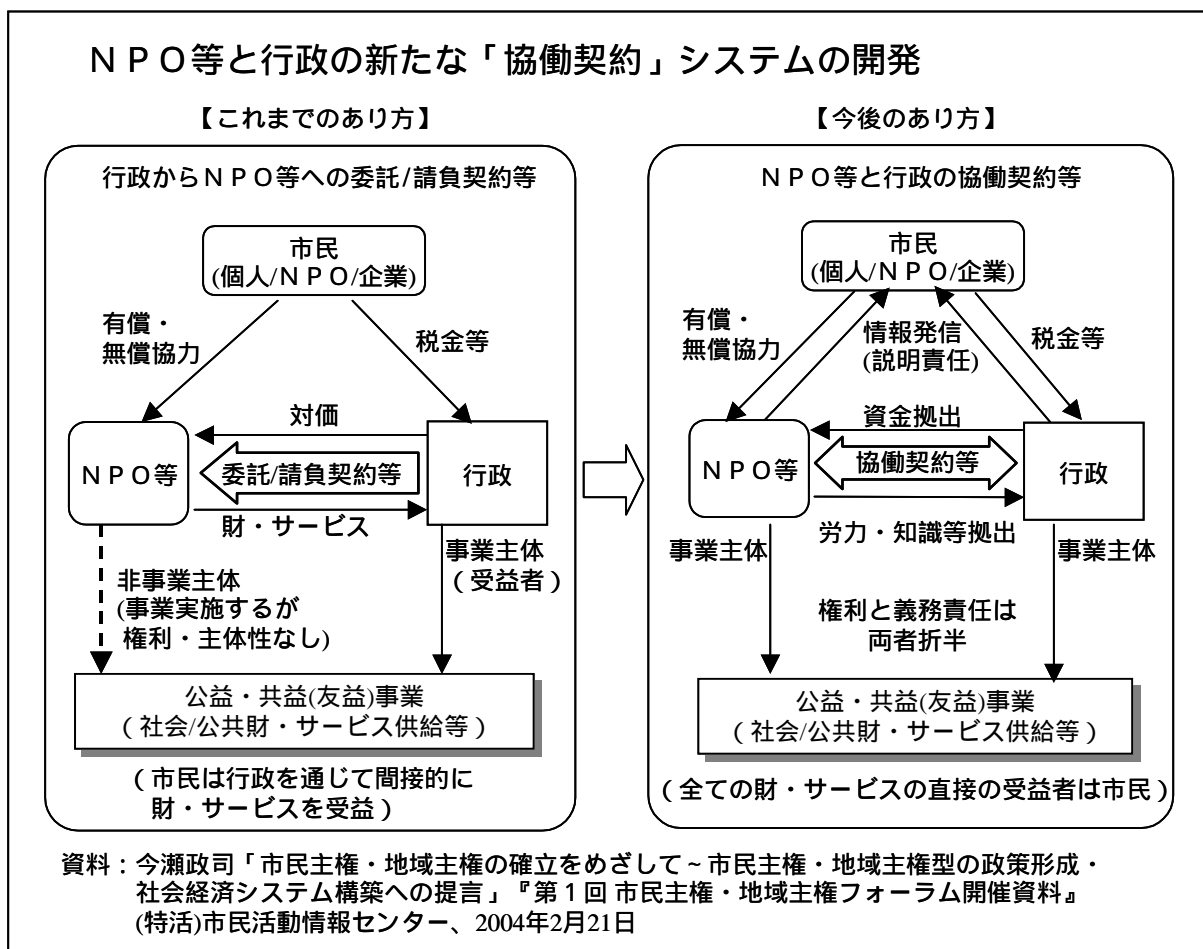 ＮＰＯ等と行政の新たな「協働契約」システムの開発
【これまでのあり方】
行政からＮＰＯ等への委託/請負契約等
市民
(個人/ＮＰＯ/企業)
有償・
無償協力
税金等
対価
ＮＰＯ等
委託/請負契約等
行政
財・サービス
非事業主体
(事業実施するが
権利・主体性なし)
事業主体
（受益者）
公益・共益(友益)事業
（社会/公共財・サービス供給等）
（市民は行政を通じて間接的に
財・サービスを受益）
【今後のあり方】
ＮＰＯ等と行政の協働契約等
市民
(個人/ＮＰＯ/企業)
有償・
無償協力
情報発信
(説明責任)
税金等
資金拠出
ＮＰＯ等
協働契約等
行政
労力・知識等拠出
事業主体
事業主体
権利と義務責任は
両者折半
公益・共益(友益)事業
（社会/公共財・サービス供給等）
（全ての財・サービスの直接の受益者は市民）
資料：今瀬政司「市民主権・地域主権の確立をめざして～市民主権・地域主権型の政策形成・
社会経済システム構築への提言」『第１回 市民主権・地域主権フォーラム開催資料』
(特活)市民活動情報センター、2004年2月21日